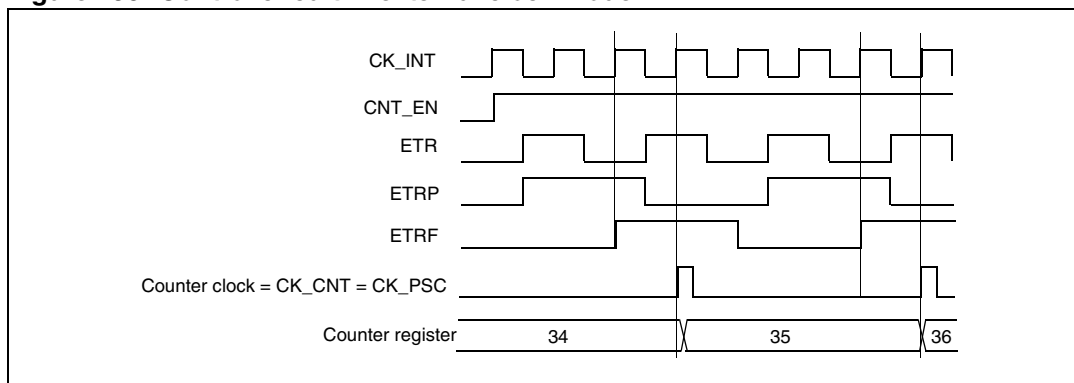 CK_INT
CNT_EN
ETR
ETRP
ETRF
Counter clock = CK_CNT = CK_PSC
Counter register 34 35 36